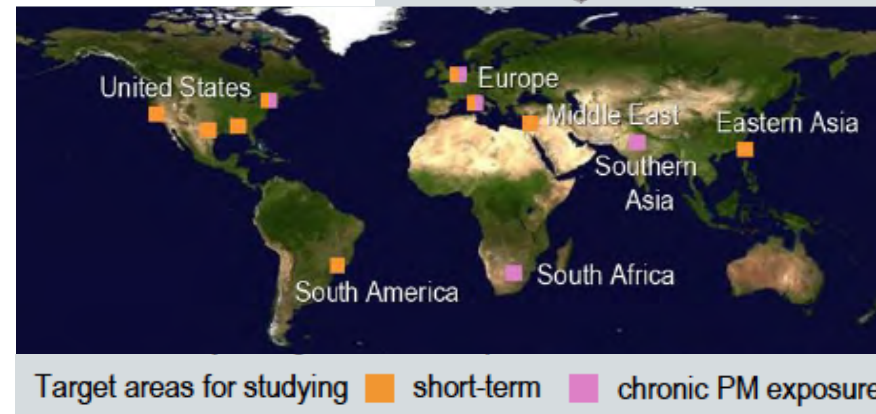 United States
Europe
Middle East
Eastern Asia
Southern
Asia
South America
South Africa
Target areas for studying short-term chronic PM exposure